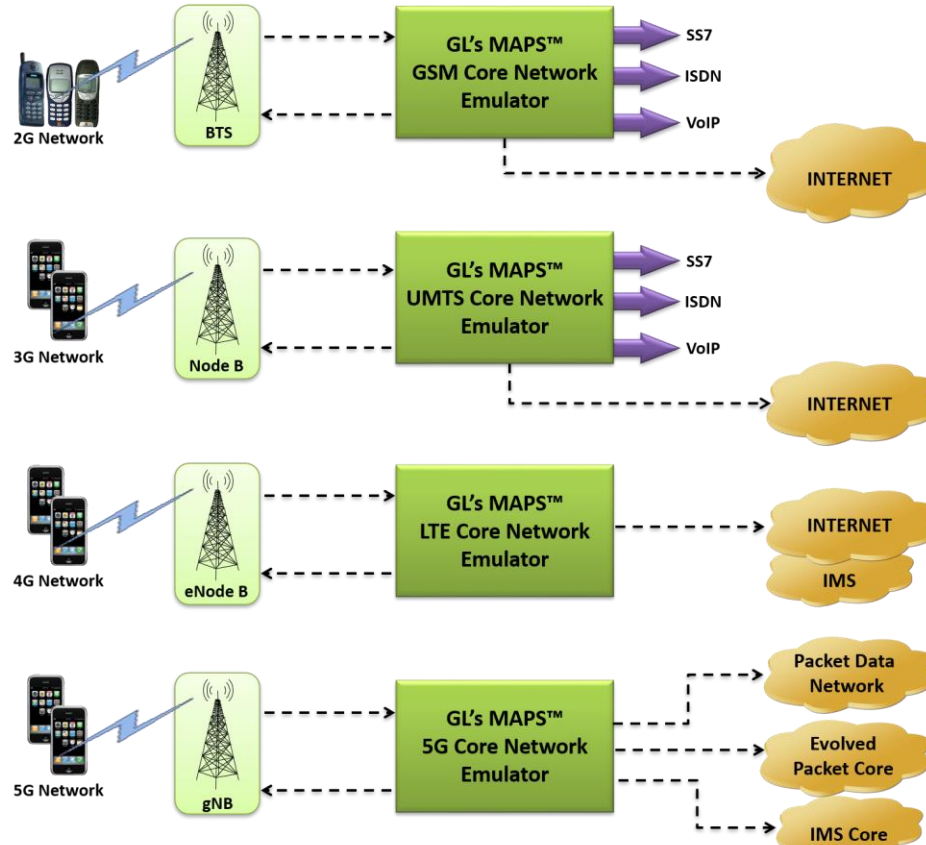 GL's MAPS™
GSM Core Network
Emulator
SS7
ISDN
VoIP
BTS
2G Network
INTERNET
GL's MAPS™
UMTS Core Network
Emulator
SS7
ISDN
VoIP
Node B
3G Network
INTERNET
GL's MAPS™
LTE Core Network
Emulator
INTERNET
IMS
eNode B
4G Network
GL's MAPS™
5G Core Network
Emulator
Packet Data
Network
Evolved
Packet Core
IMS Core
gNB
5G Network